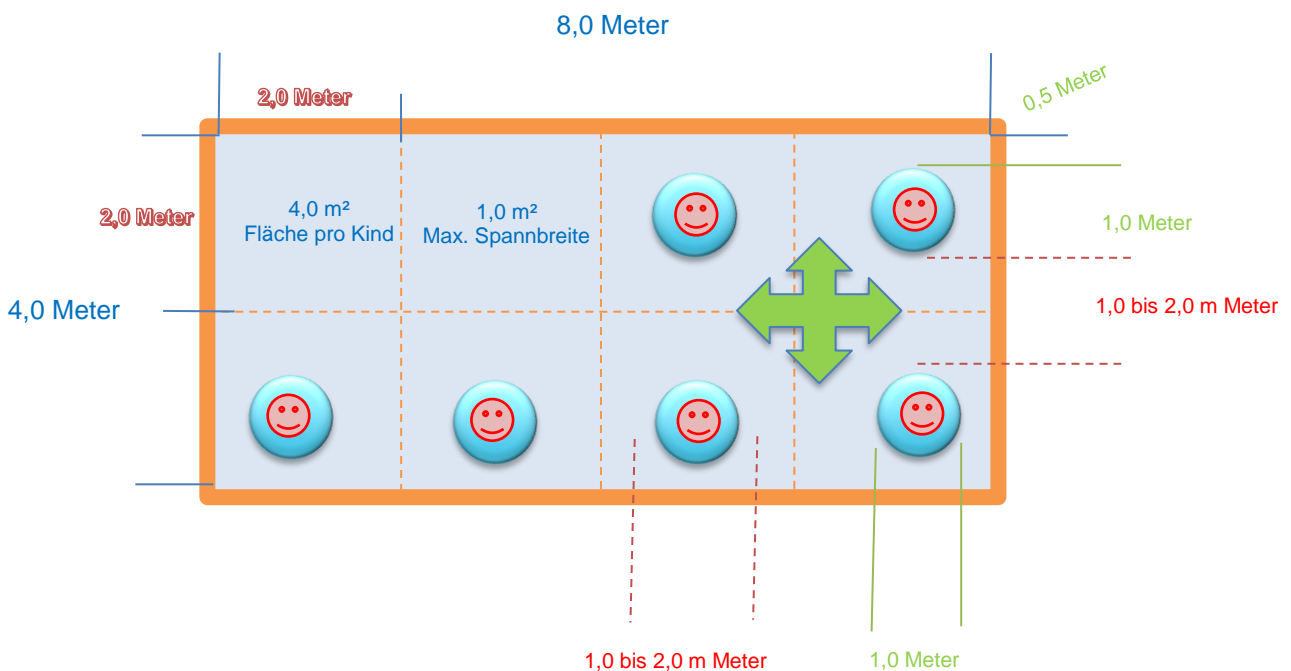 8,0 Meter
2,0 Meter
0,5 Meter
2,0 Meter
4,0 m²
Fläche pro Kind
1,0 m²
Max. Spannbreite
1,0 Meter
4,0 Meter
1,0 bis 2,0 m Meter
1,0 bis 2,0 m Meter
1,0 Meter